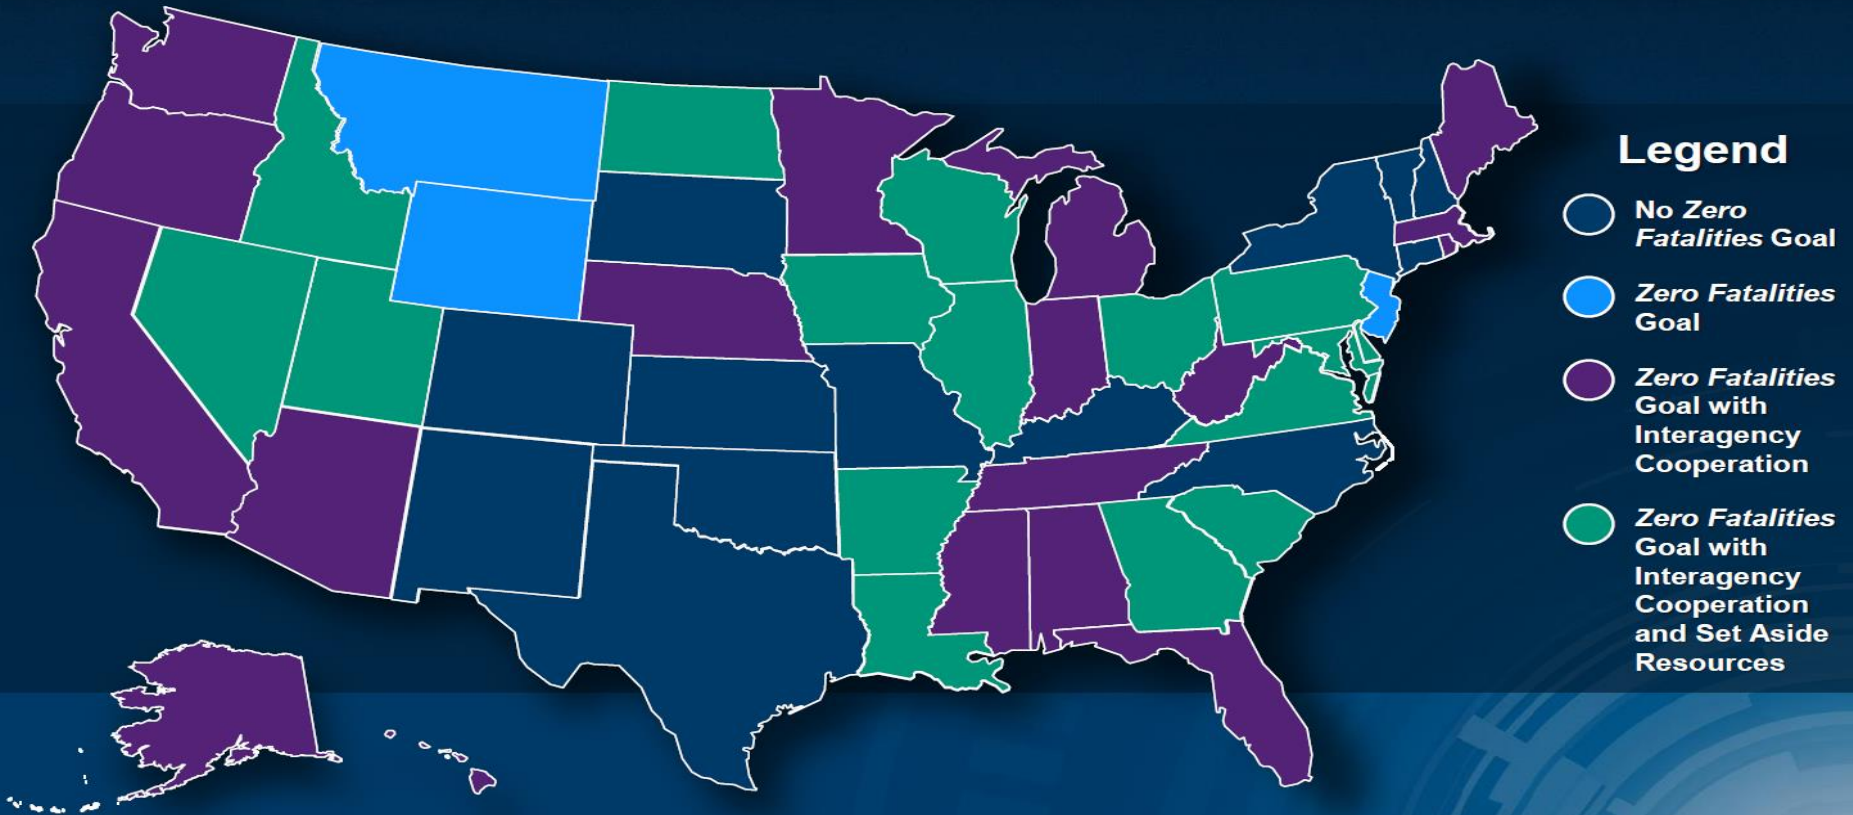 Legend
No Zero
Fatalities Goal
Zero Fatalities
Goal
Zero Fatalities
Goal with
Interagency
Cooperation
Zero Fatalities
Goal with
Interagency
Cooperation
and Set Aside
Resources